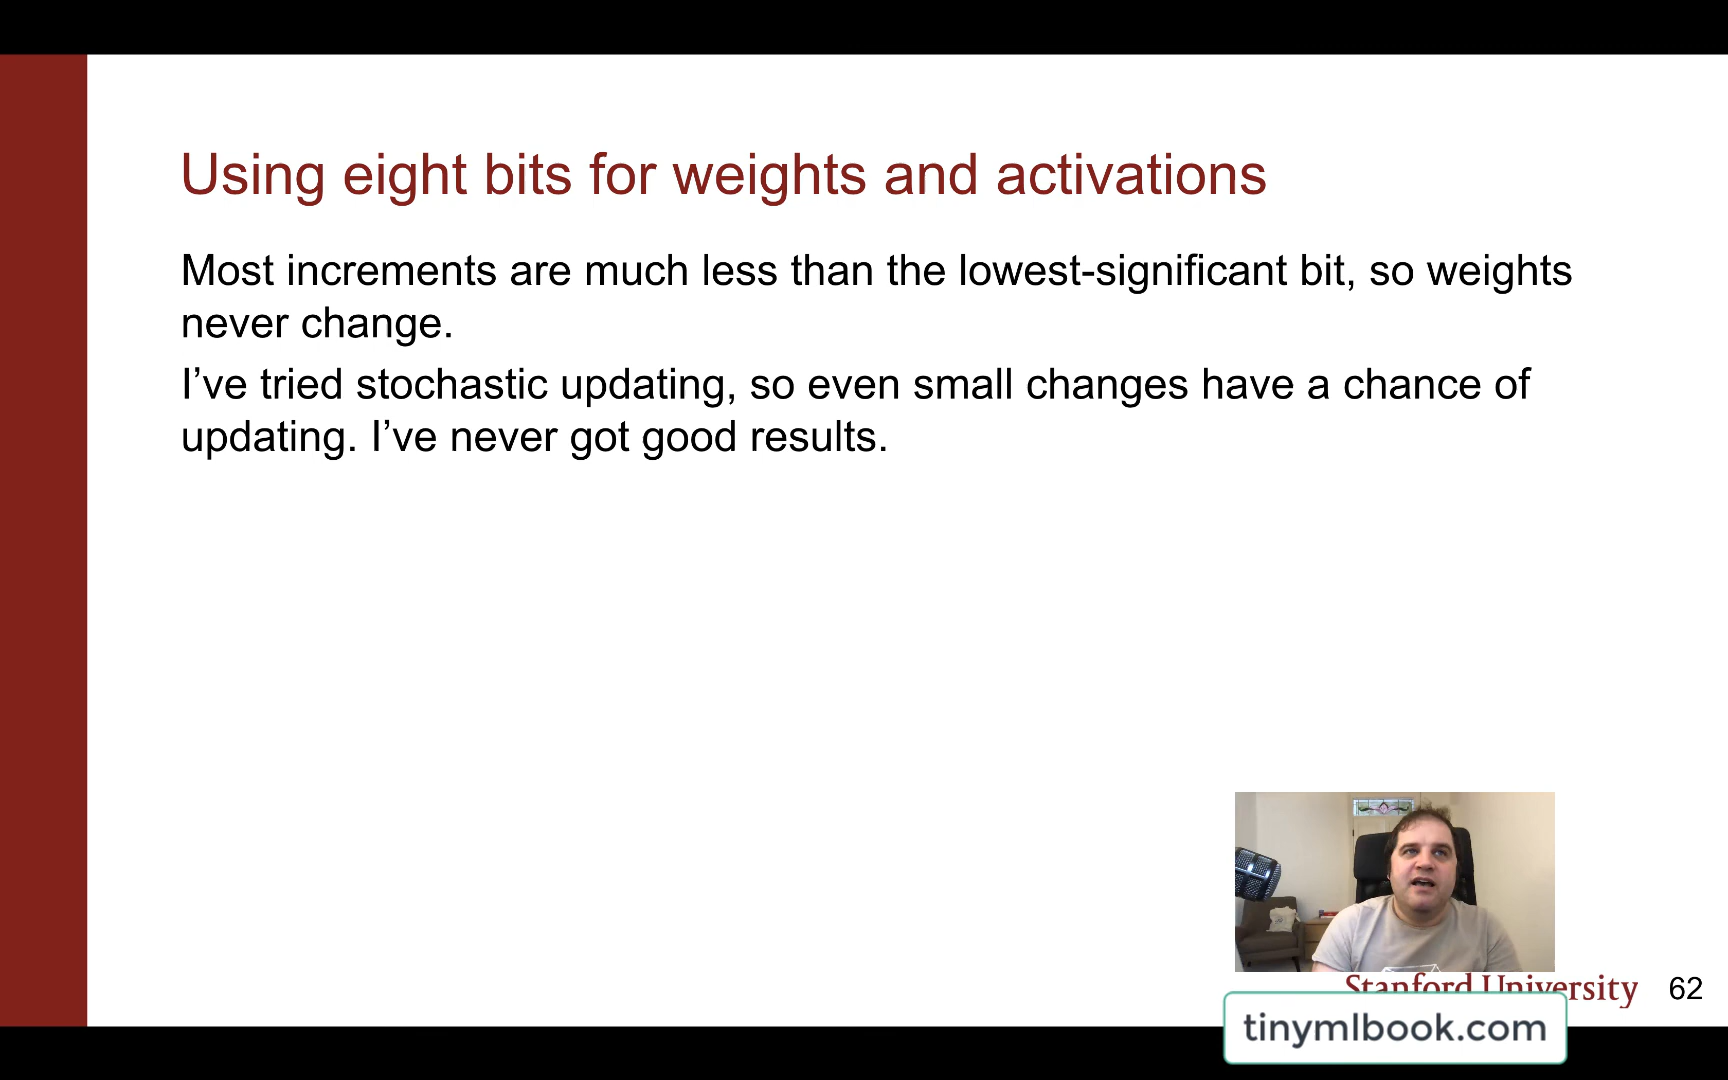 Using eight bits for weights and activations
Most increments are much less than the lowest-significant bit, so weights
never change.
I’ve tried stochastic updating, so even small changes have a chance of
updating. I’ve never got good results.
Stanford University
62
tinymlbook.com